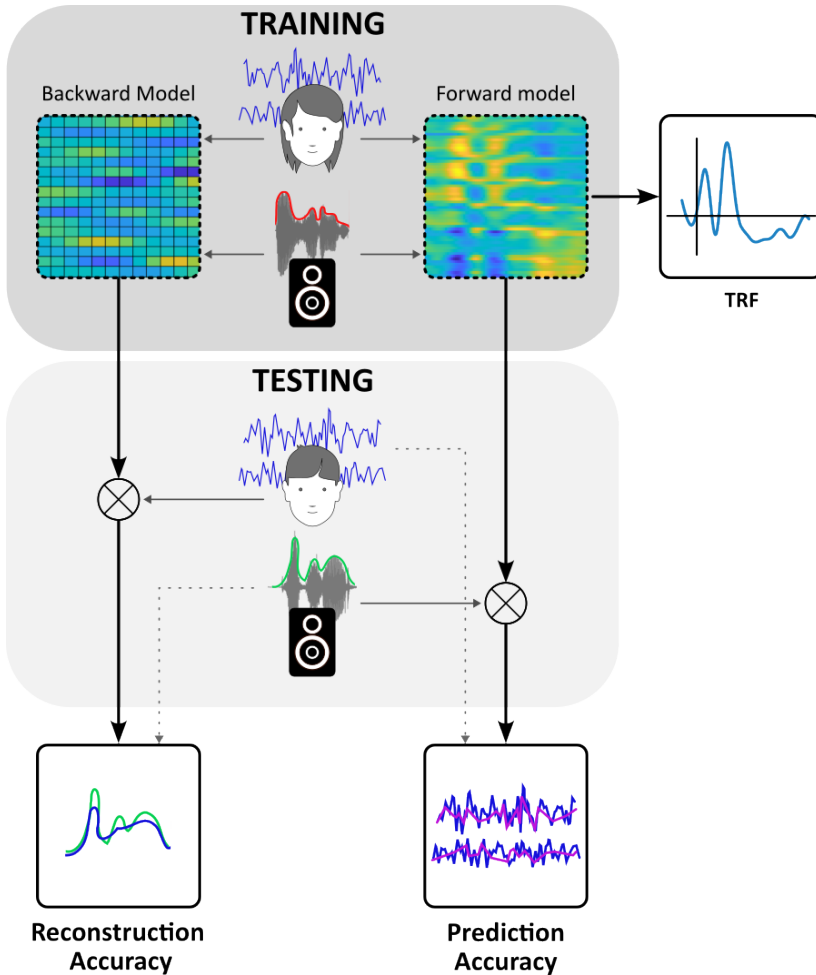 TRAINING
Backward Model
Forward model
TRF
TESTING
Reconstruction
Accuracy
Prediction
Accuracy